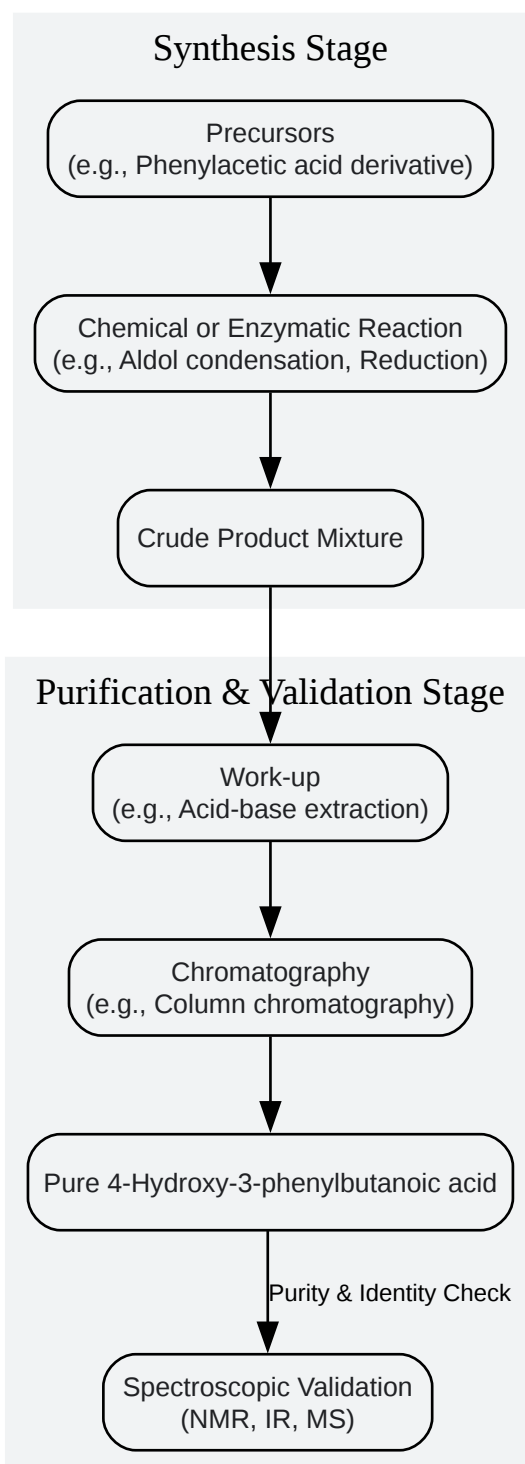 Synthesis Stage
Precursors
(e.g., Phenylacetic acid derivative)
Chemical or Enzymatic Reaction
(e.g., Aldol condensation, Reduction)
Crude Product Mixture
Purification & Validation Stage
Work-up
(e.g., Acid-base extraction)
Chromatography
(e.g., Column chromatography)
Pure 4-Hydroxy-3-phenylbutanoic acid
Purity & Identity Check
Spectroscopic Validation
(NMR, IR, MS)